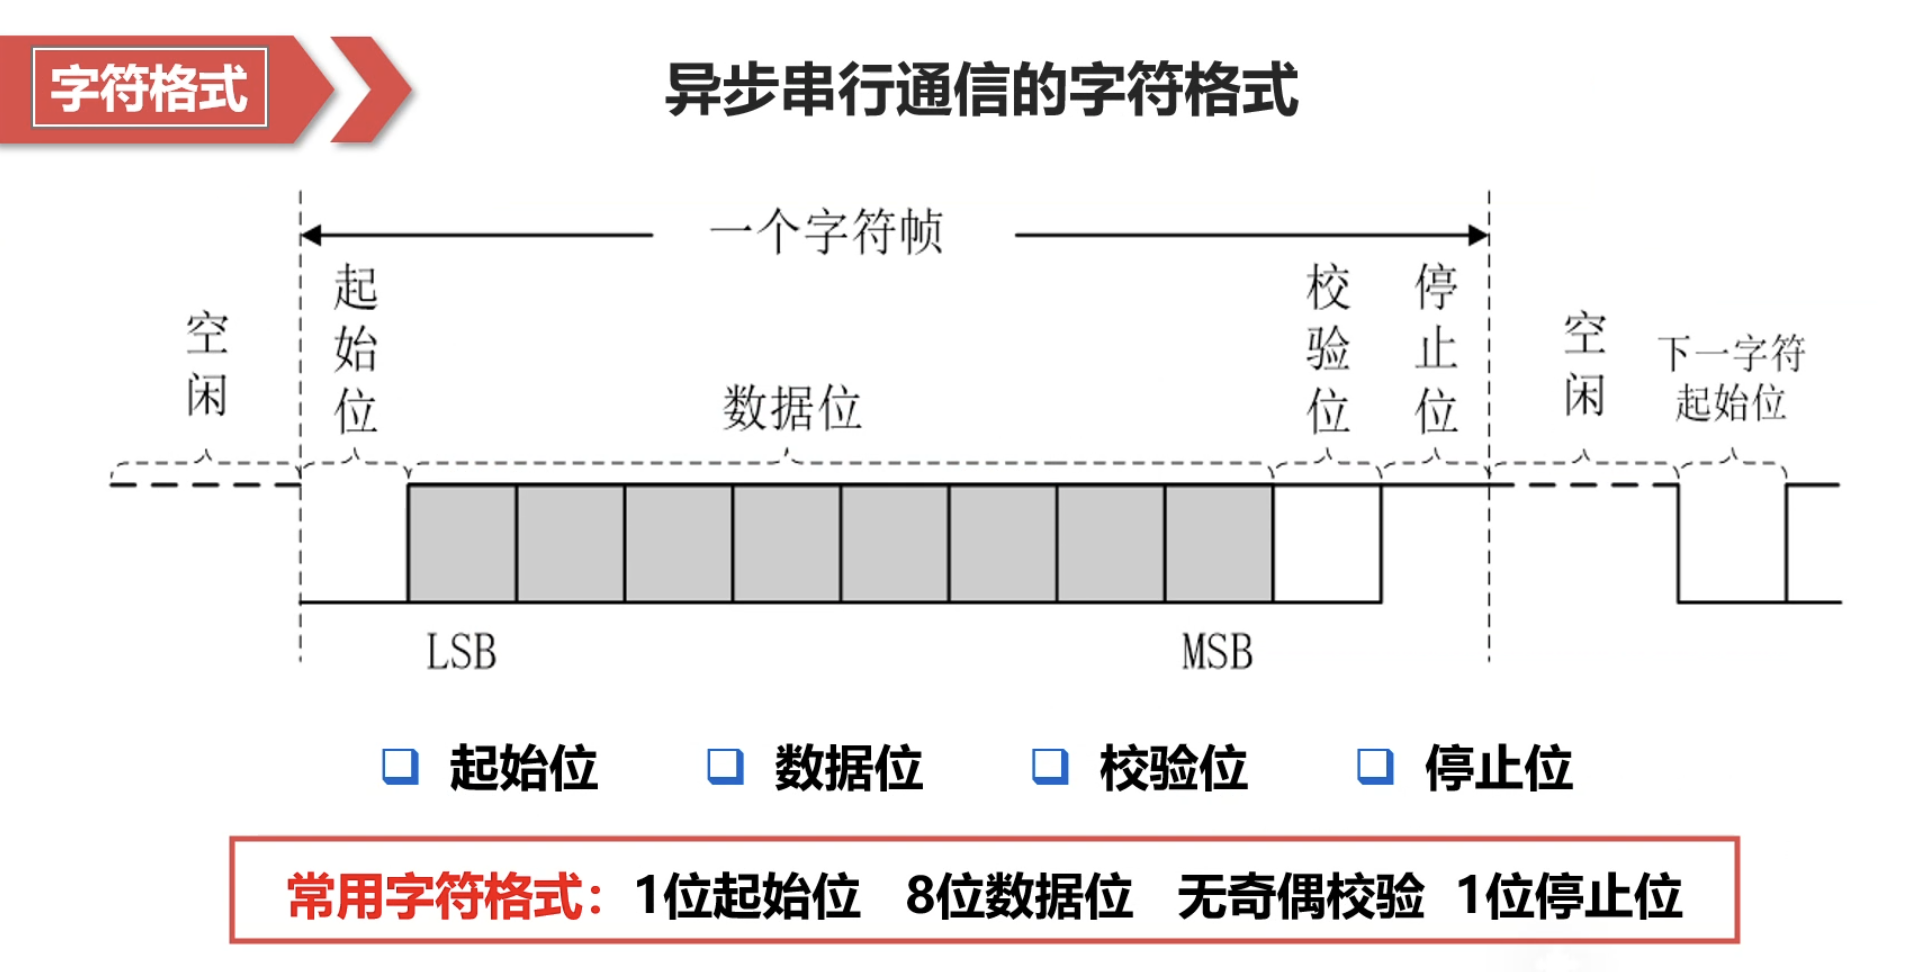 字符格式
异步串行通信的字符格式
一个字符帧
空闲
起始位
数据位
校验位
停止位
空闲
下一字符
起始位
LSB
MSB
起始位 数据位 校验位 停止位
常用字符格式：1位起始位 8位数据位 无奇偶校验 1位停止位